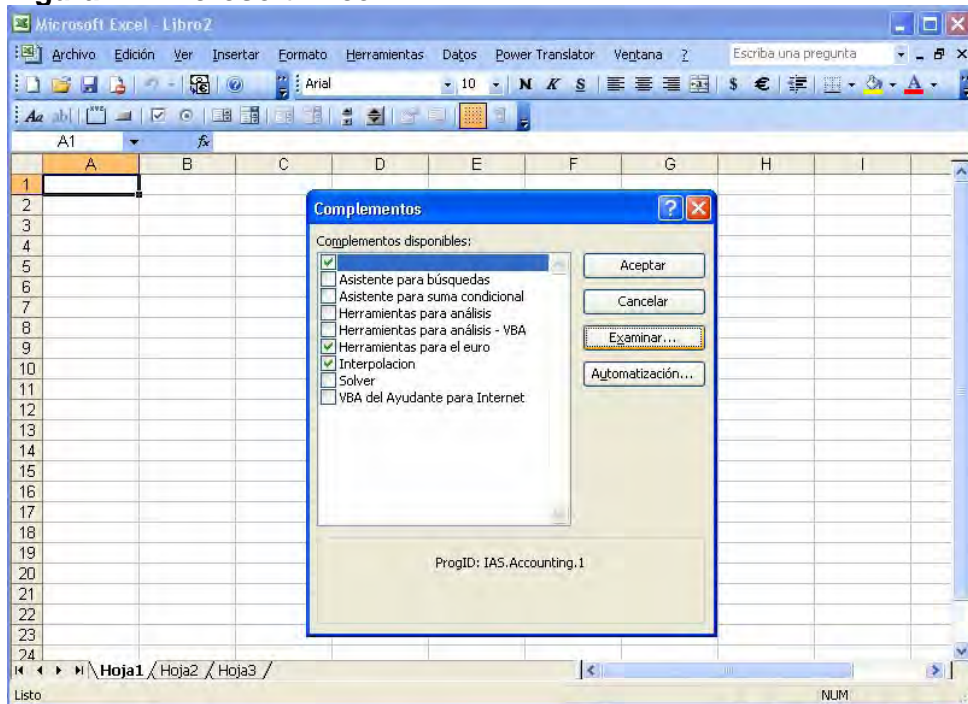 Microsoft Excel - Libro2
Archivo Edición Ver Insertar Formato Herramientas Datos Power Translator Ventana ? Escriba una pregunta
Arial 10 N K S $ €
A1 fx
A B C D E F G H I
1
2
3
4
5
6
7
8
9
10
11
12
13
14
15
16
17
18
19
20
21
22
23
24
Complementos
Complementos disponibles:
Asistente para búsquedas
Asistente para suma condicional
Herramientas para análisis
Herramientas para análisis - VBA
Herramientas para el euro
Interpolacion
Solver
VBA del Ayudante para Internet
Aceptar
Cancelar
Examinar...
Automatización...
ProgID: IAS.Accounting.1
Hoja1 / Hoja2 / Hoja3 /
Listo NUM